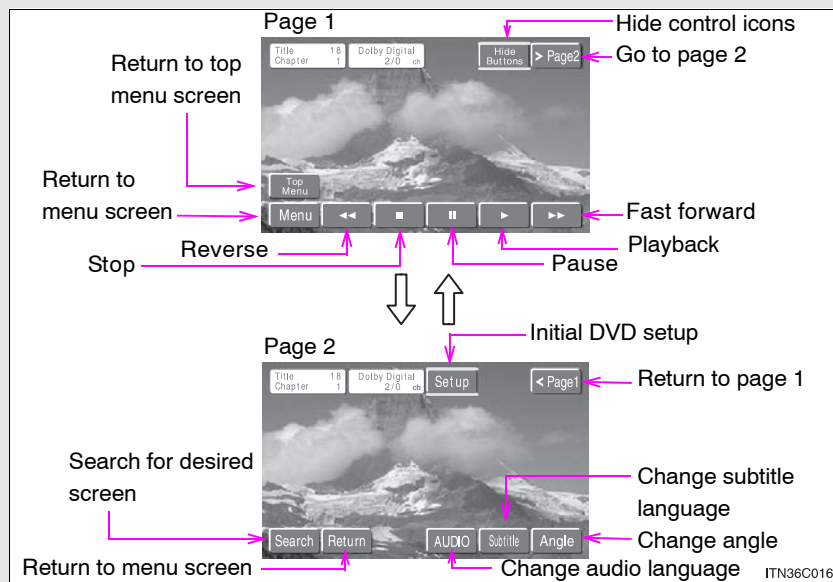 Page 1
Hide control icons
Title 18
Chapter 1
Dolby Digital
2/0 ch
Hide
Buttons
> Page2
Go to page 2
Return to top
menu screen
Top
Menu
Return to
menu screen
Menu
Fast forward
Reverse
Playback
Stop
Pause
Initial DVD setup
Page 2
Title 18
Chapter 1
Dolby Digital
2/0 ch
Setup
< Page1
Return to page 1
Search for desired
screen
Change subtitle
language
Search
Return
AUDIO
Subtitle
Angle
Change angle
Return to menu screen
Change audio language
ITN36C016